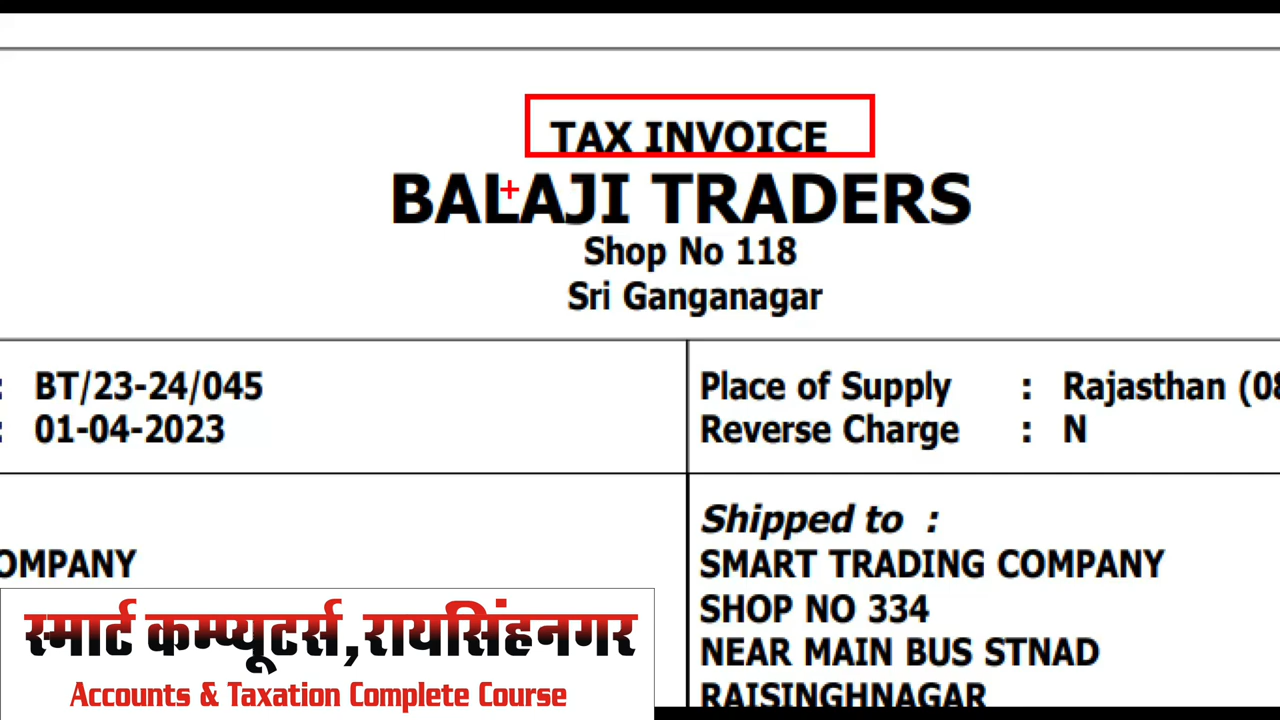 TAX INVOICE
BALAJI TRADERS
Shop No 118
Sri Ganganagar
: BT/23-24/045
: 01-04-2023
Place of Supply : Rajasthan (08
Reverse Charge : N
OMPANY
Shipped to :
SMART TRADING COMPANY
SHOP NO 334
NEAR MAIN BUS STNAD
RAISINGHNAGAR
स्मार्ट कम्प्यूटर्स,रायसिंहनगर
Accounts & Taxation Complete Course